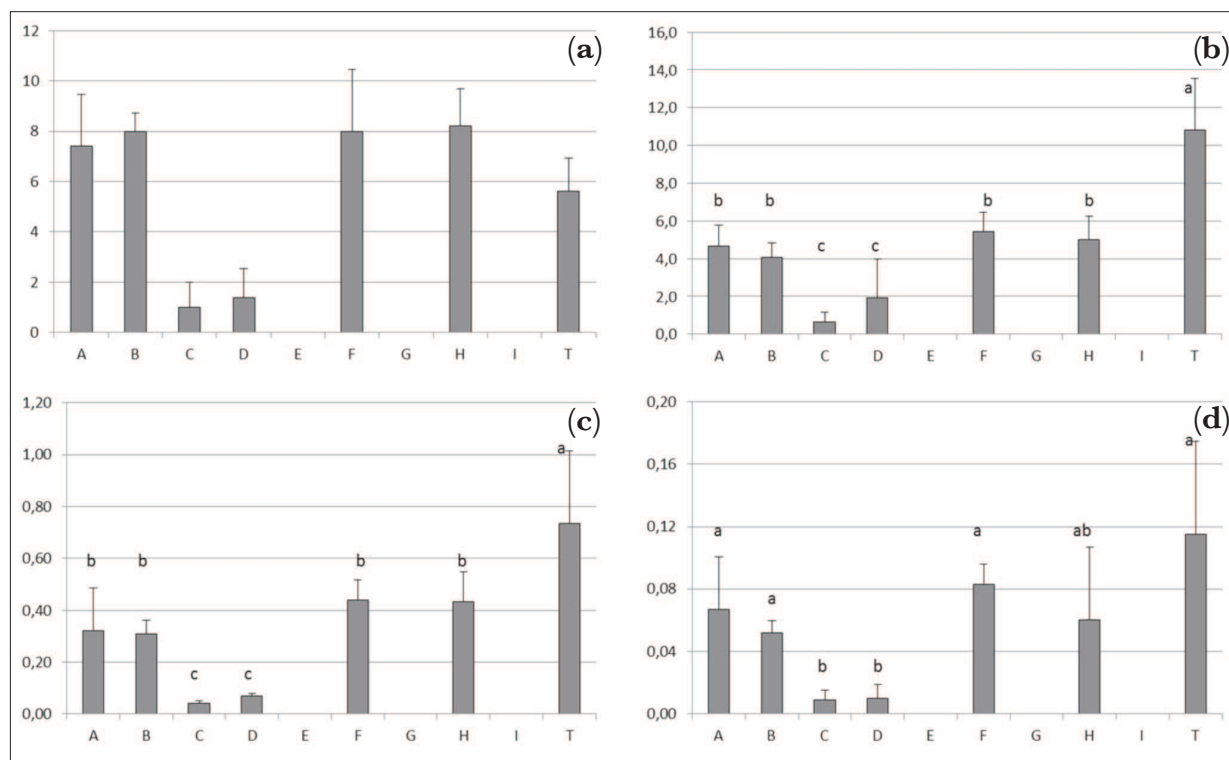 (a)
12
10
8
6
4
2
0
A B C D E F G H I T
(b)
16,0
14,0
12,0
10,0
8,0
6,0
4,0
2,0
0,0
a
b b c c b b
A B C D E F G H I T
(c)
1,20
1,00
0,80
0,60
0,40
0,20
0,00
a
b b b b
c c
A B C D E F G H I T
(d)
0,20
0,16
0,12
0,08
0,04
0,00
a
a a ab
a
b b
A B C D E F G H I T